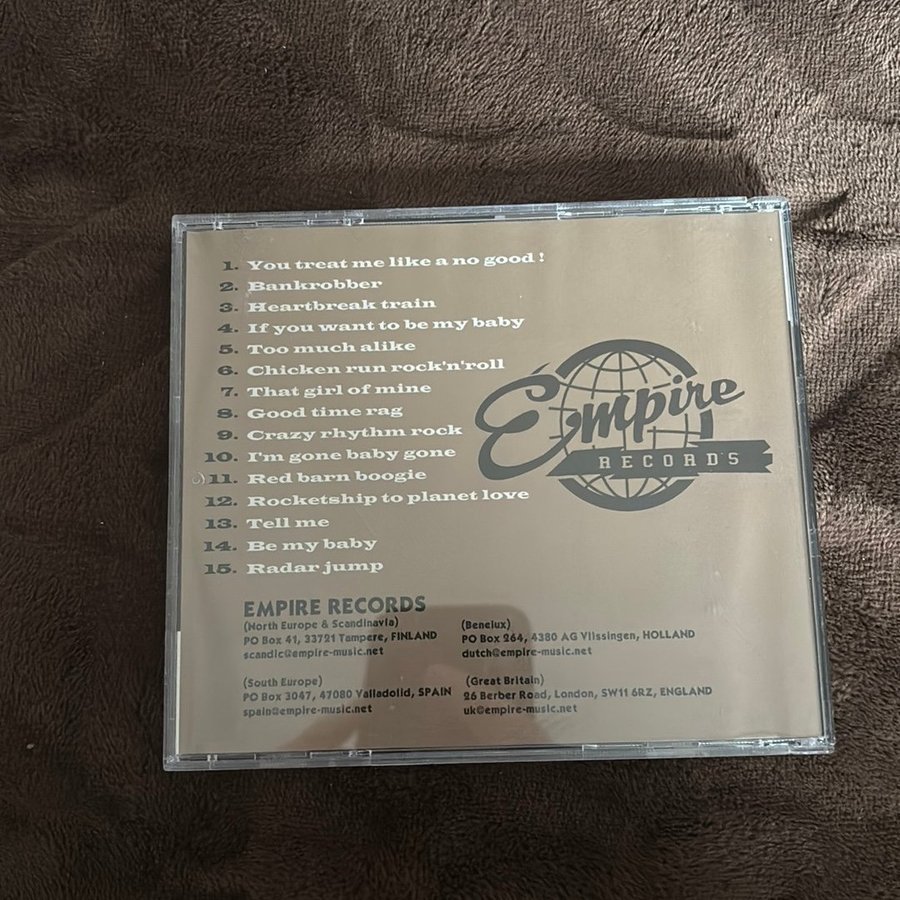 1. You treat me like a no good !
2. Bankrobber
3. Heartbreak train
4. If you want to be my baby
5. Too much alike
6. Chicken run rock'n'roll
7. That girl of mine
8. Good time rag
9. Crazy rhythm rock
10. I'm gone baby gone
11. Red barn boogie
12. Rocketship to planet love
13. Tell me
14. Be my baby
15. Radar jump
Empire
RECORDS
EMPIRE RECORDS
(North Europe & Scandinavia)
PO Box 41, 33721 Tampere, FINLAND
scandic@empire-music.net
(Benelux)
PO Box 264, 4380 AG Vlissingen, HOLLAND
dutch@empire-music.net
(South Europe)
PO Box 3047, 47080 Valladolid, SPAIN
spain@empire-music.net
(Great Britain)
26 Berber Road, London, SW11 6RZ, ENGLAND
uk@empire-music.net